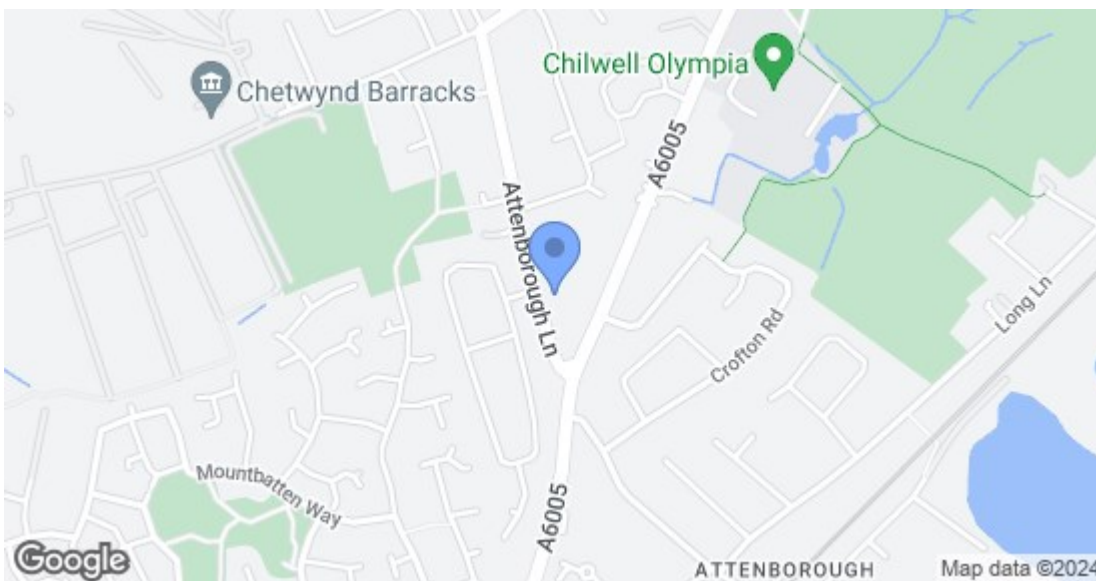 Chilwell Olympia
Chetwynd Barracks
A6005
Attenborough Ln
Long Ln
Crofton Rd
Mountbatten Way
A6005
Google
ATTENBOROUGH
Map data ©2024